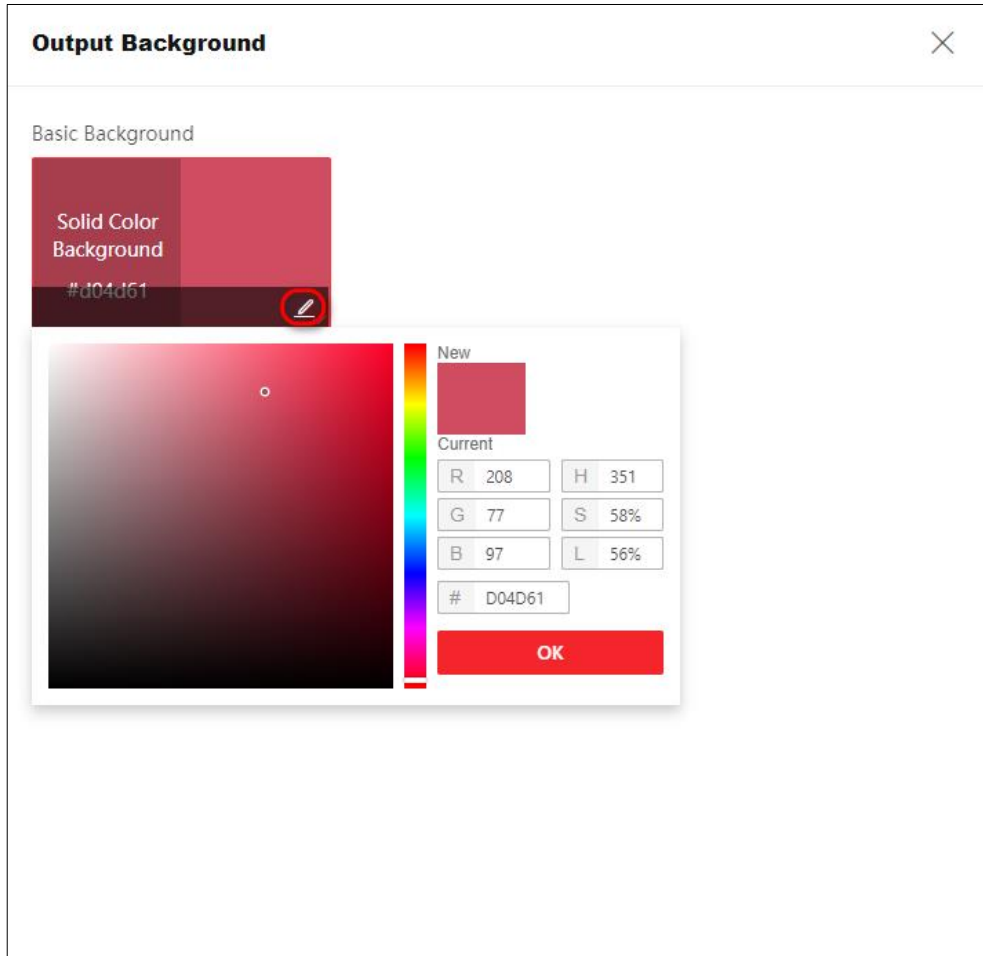 Output Background
Basic Background
Solid Color
Background
#d04d61
New
Current
R 208 H 351
G 77 S 58%
B 97 L 56%
# D04D61
OK